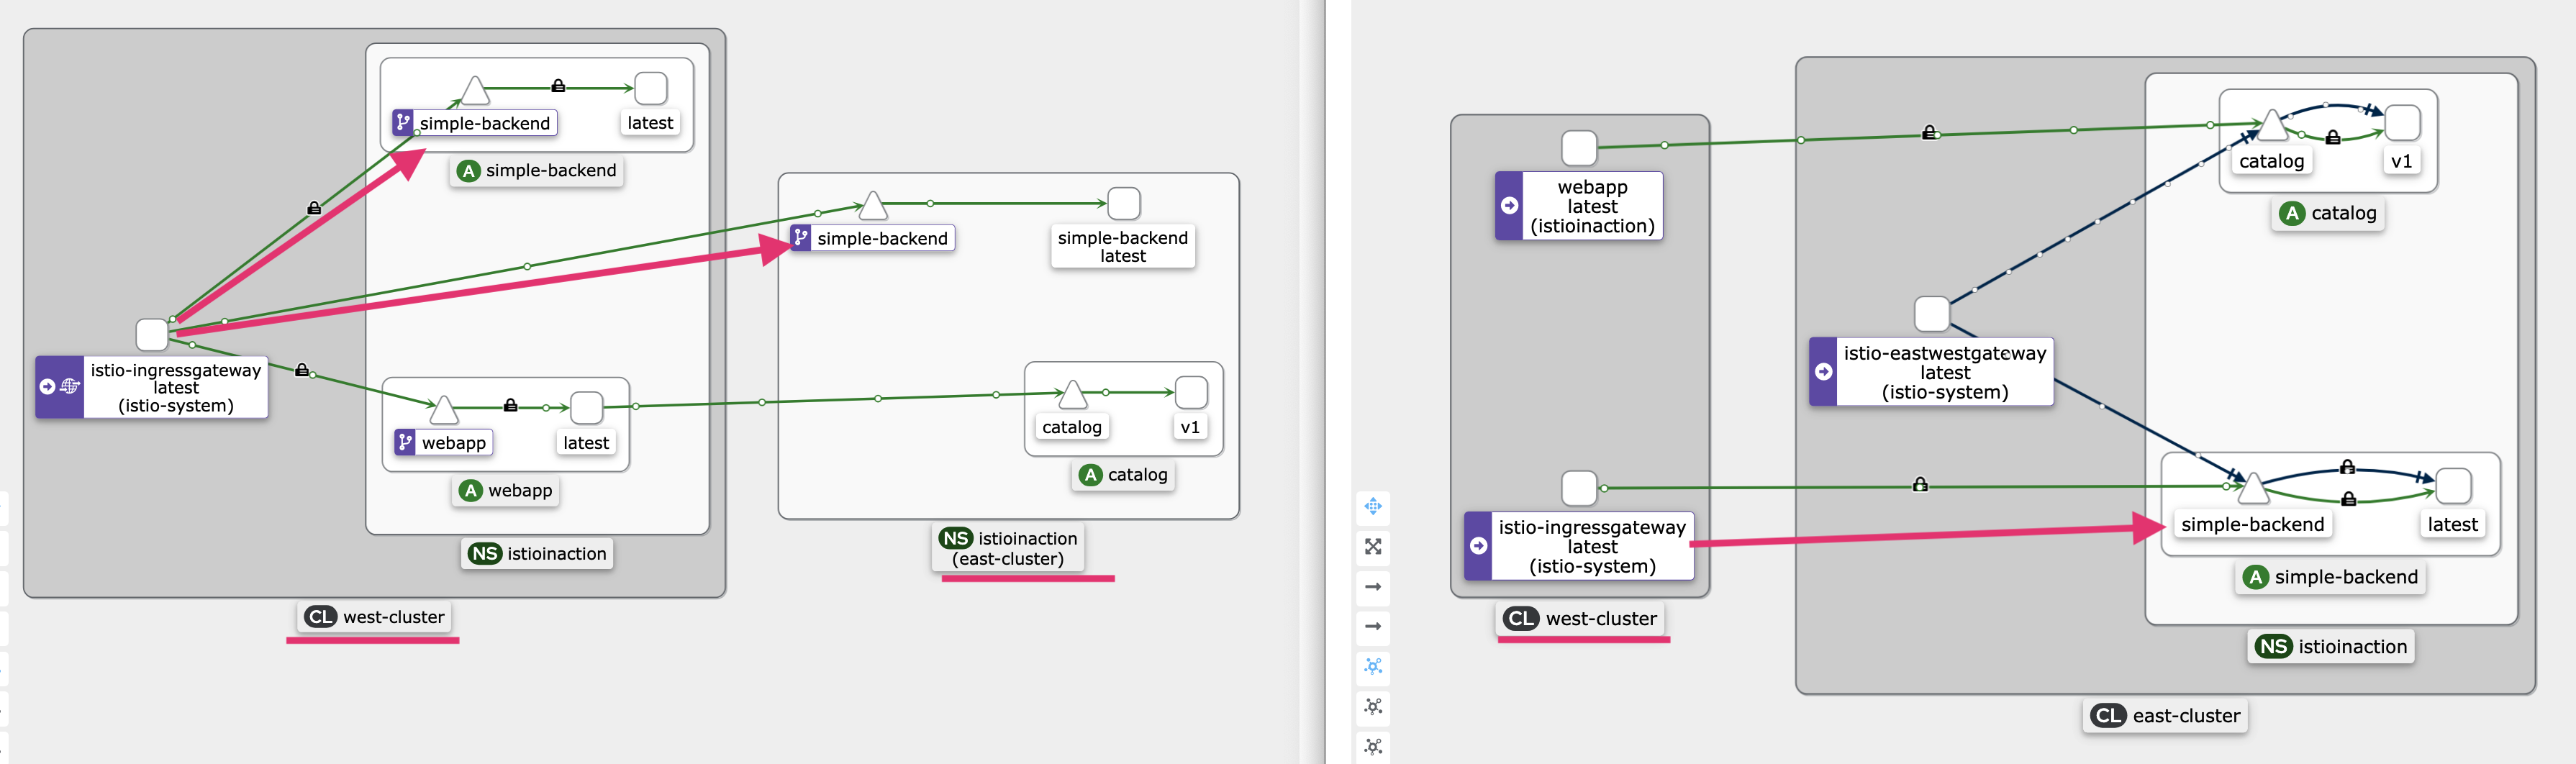 simple-backend
latest
A simple-backend
simple-backend
simple-backend
latest
istio-ingressgateway
latest
(istio-system)
webapp
latest
A webapp
catalog
v1
A catalog
NS istioinaction
NS istioinaction
(east-cluster)
CL west-cluster
webapp
latest
(istioinaction)
catalog
v1
A catalog
istio-eastwestgateway
latest
(istio-system)
istio-ingressgateway
latest
(istio-system)
simple-backend
latest
A simple-backend
CL west-cluster
NS istioinaction
CL east-cluster